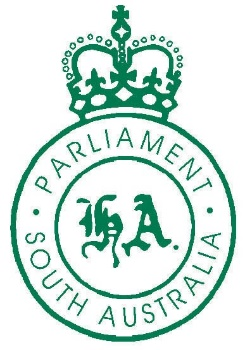 · PARLIAMENT ·
SOUTH AUSTRALIA
HA.